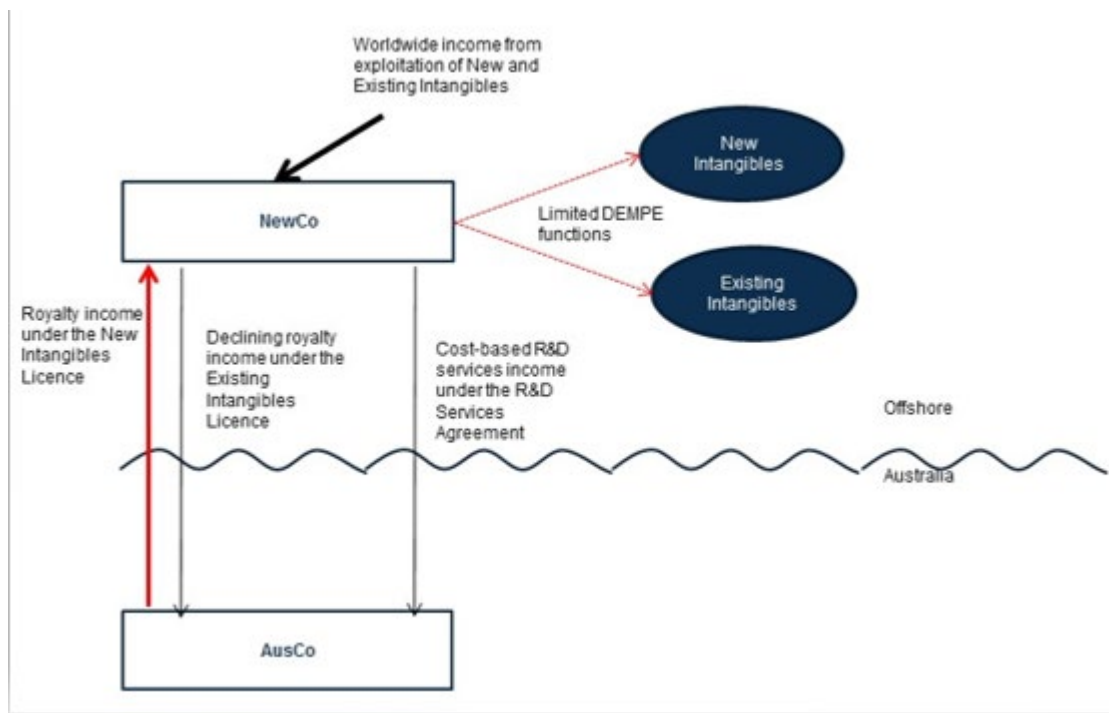 Worldwide income from
exploitation of New and
Existing Intangibles
New
Intangibles
NewCo
Limited DEMPE
functions
Existing
Intangibles
Royalty income
under the New
Intangibles
Licence
Declining royalty
income under the
Existing
Intangibles
Licence
Cost-based R&D
services income
under the R&D
Services
Agreement
Offshore
Australia
AusCo